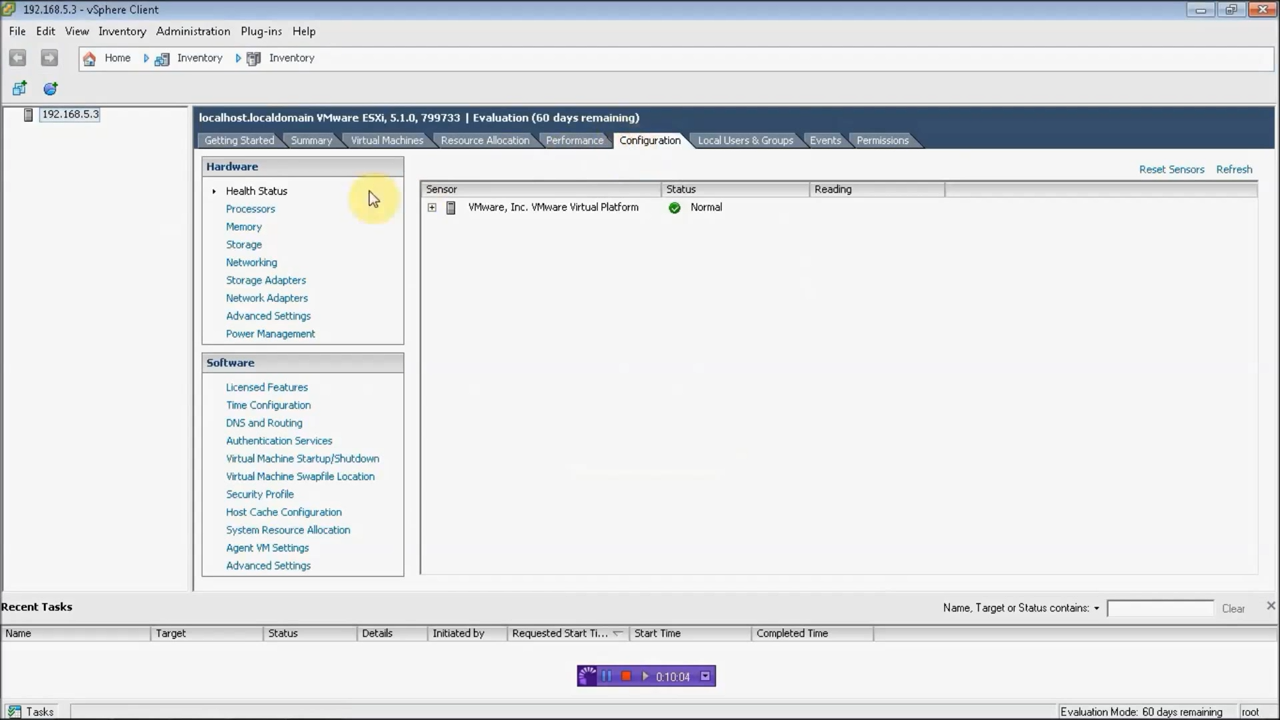 192.168.5.3 - vSphere Client
File Edit View Inventory Administration Plug-ins Help
Home Inventory Inventory
192.168.5.3
localhost.localdomain VMware ESXi, 5.1.0, 799733 | Evaluation (60 days remaining)
Getting Started Summary Virtual Machines Resource Allocation Performance Configuration Local Users & Groups Events Permissions
Hardware
Health Status
Processors
Memory
Storage
Networking
Storage Adapters
Network Adapters
Advanced Settings
Power Management
Software
Licensed Features
Time Configuration
DNS and Routing
Authentication Services
Virtual Machine Startup/Shutdown
Virtual Machine Swapfile Location
Security Profile
Host Cache Configuration
System Resource Allocation
Agent VM Settings
Advanced Settings
Reset Sensors Refresh
Sensor Status Reading
VMware, Inc. VMware Virtual Platform Normal
Recent Tasks Name, Target or Status contains: Clear
Name Target Status Details Initiated by Requested Start Ti... Start Time Completed Time
0:10:04
Tasks Evaluation Mode: 60 days remaining root